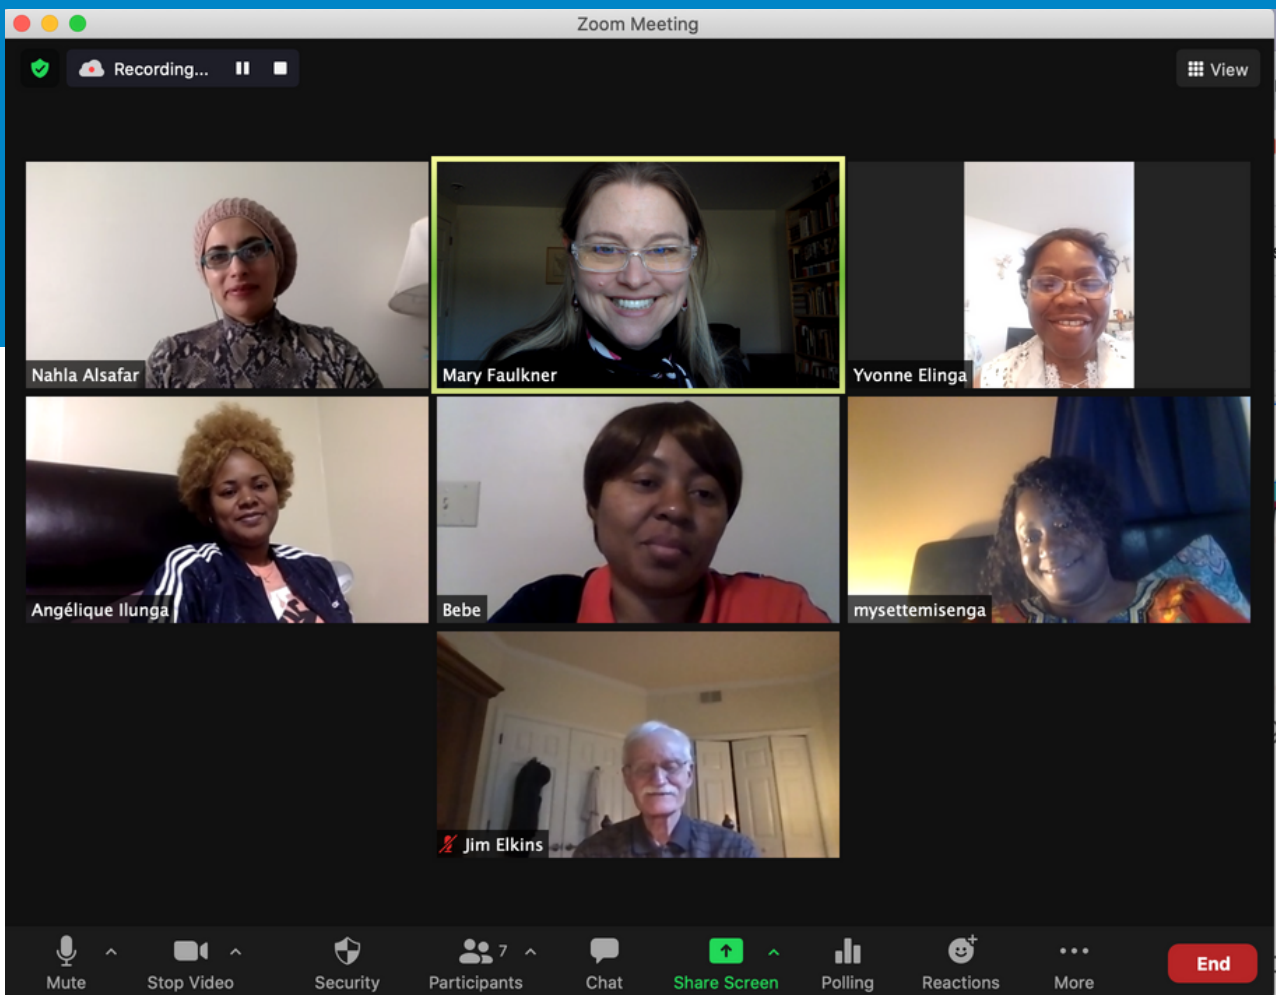 Zoom Meeting
Recording...
View
Nahla Alsafar
Mary Faulkner
Yvonne Elinga
Angélique Ilunga
Bebe
mysettemisenga
Jim Elkins
Mute
Stop Video
Security
7
Participants
Chat
Share Screen
Polling
Reactions
More
End